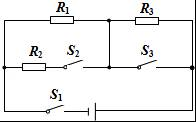 R₁ R₃
R₂ S₂ S₃
S₁